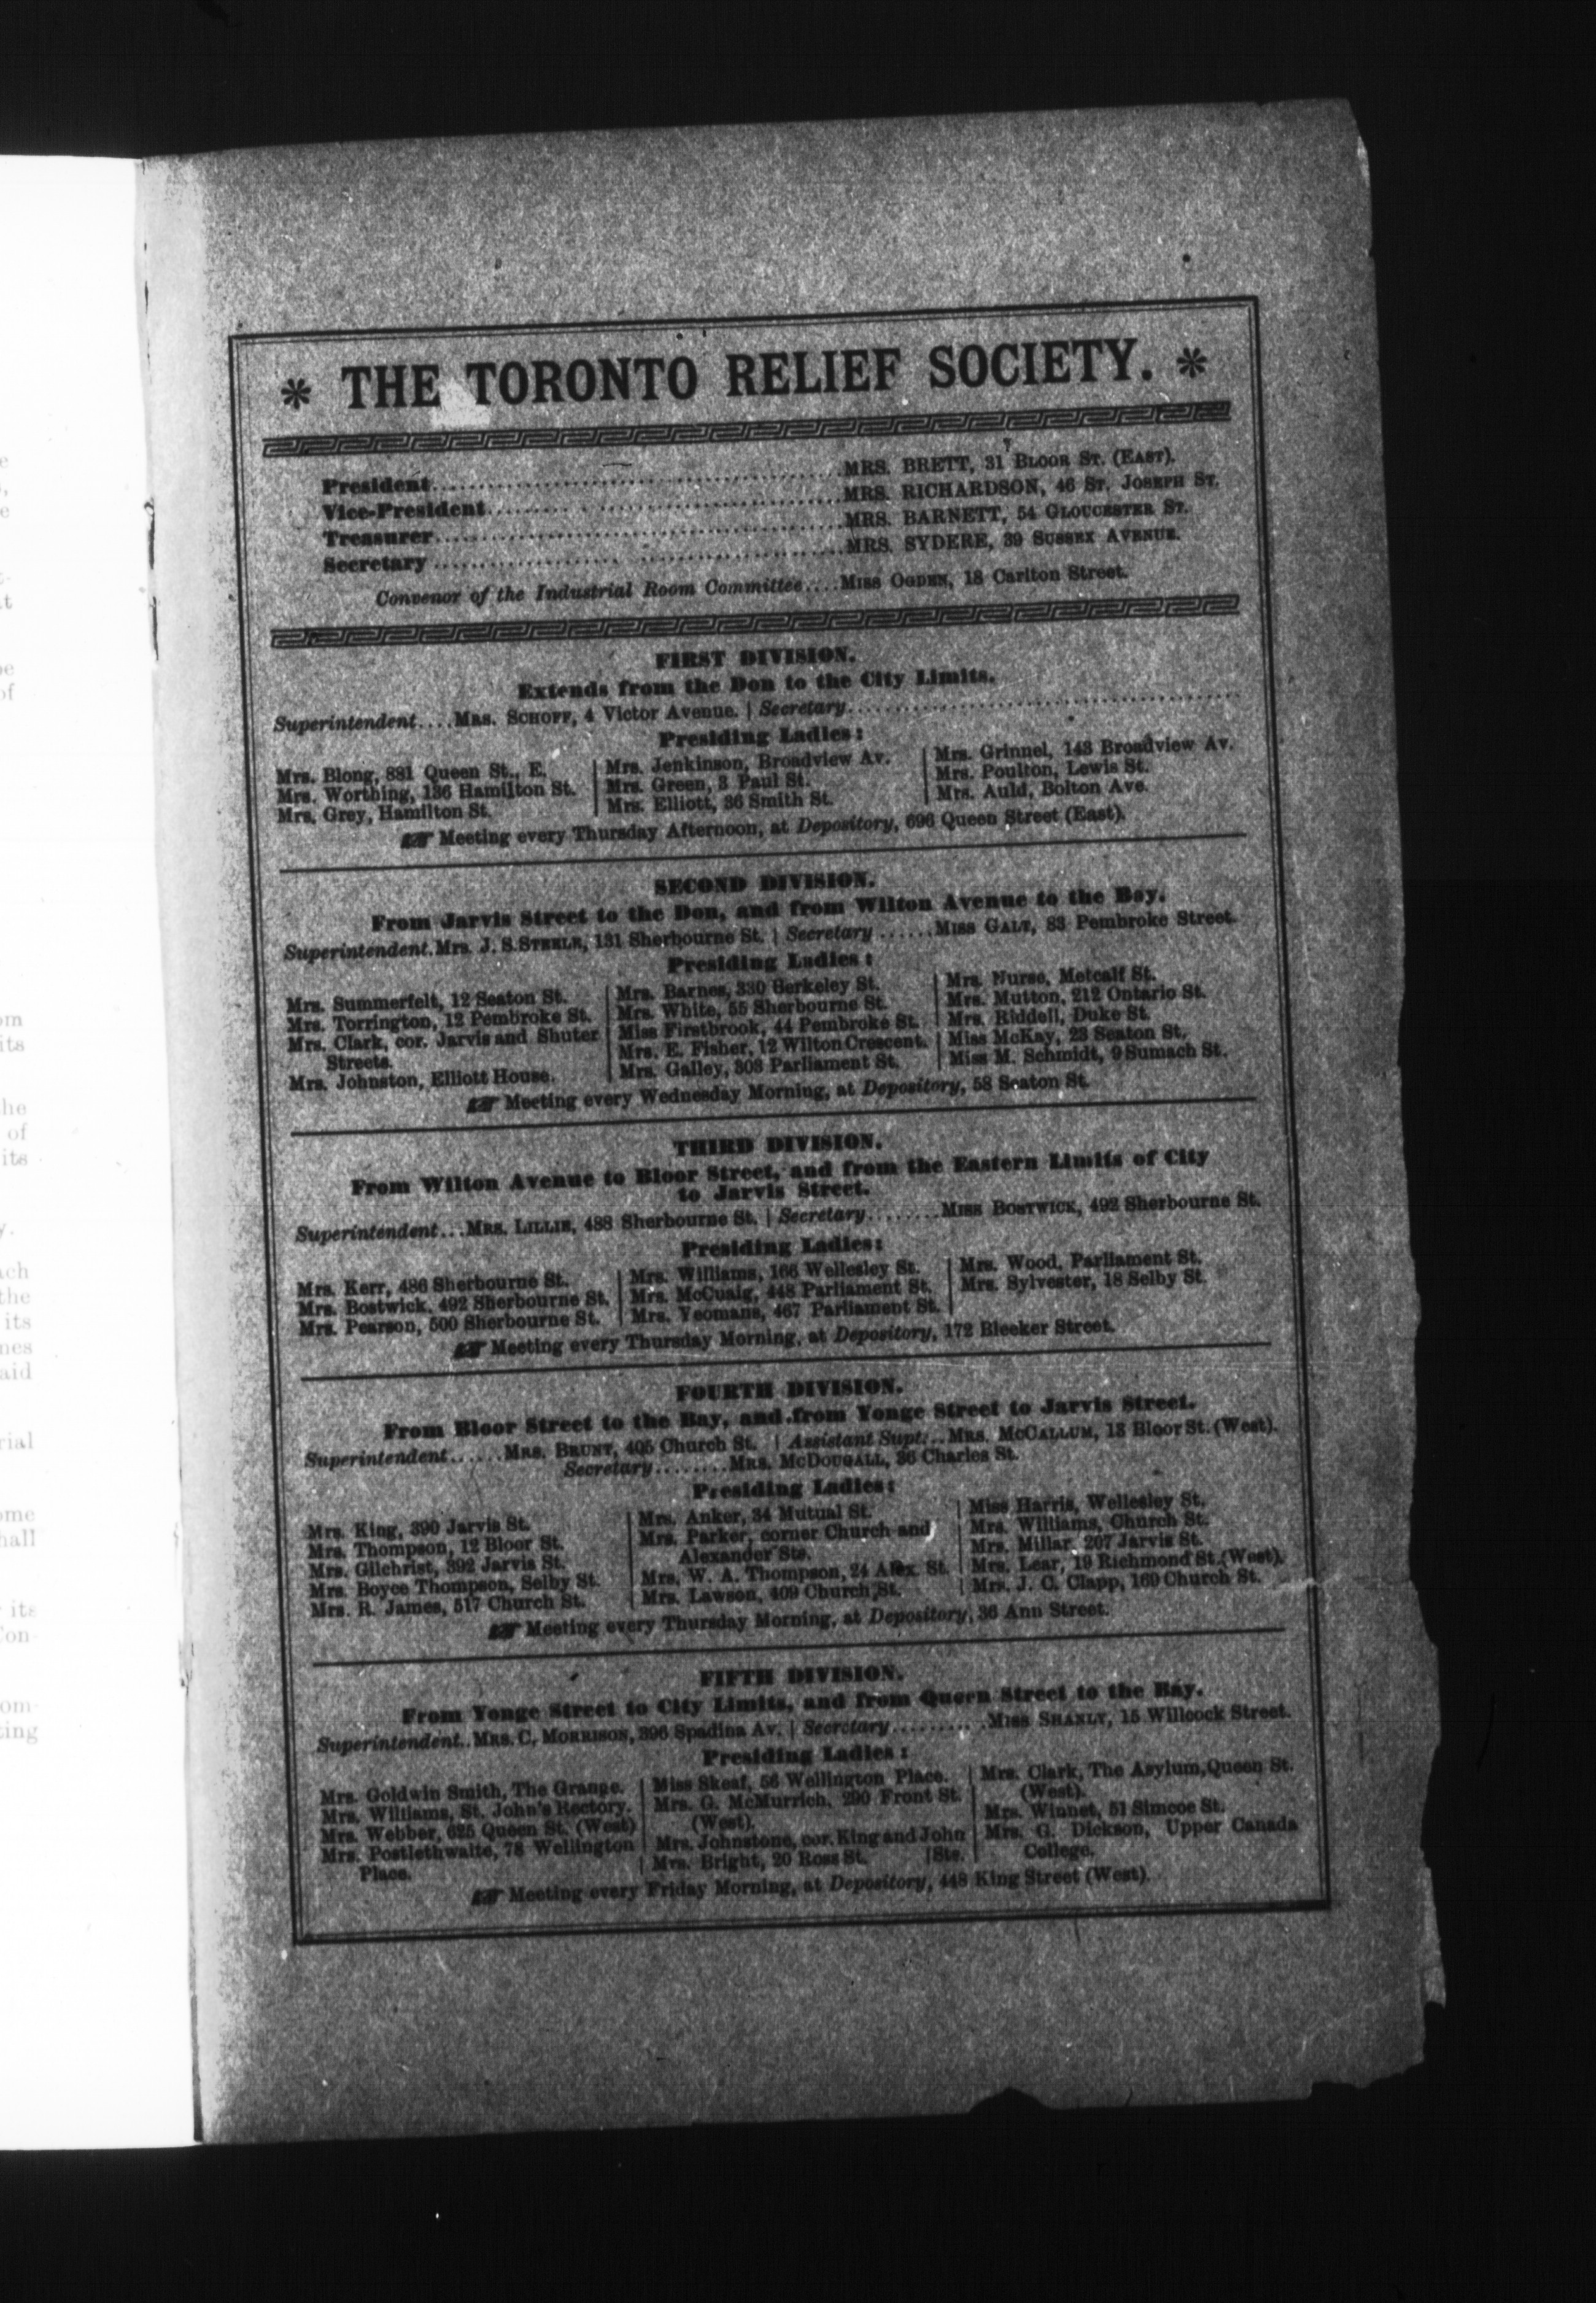 THE TORONTO RELIEF SOCIETY.
President....MRS. BRETT, 31 BLOOR ST. (EAST).
Vice-President....MRS. RICHARDSON, 46 ST. JOSEPH ST.
Treasurer....MRS. BARNETT, 54 GLOUCESTER ST.
Secretary....MRS. SYDERE, 39 SUSSEX AVENUE.
Convenor of the Industrial Room Committee....MISS OGDEN, 18 Carlton Street.
FIRST DIVISION.
Extends from the Don to the City Limits.
Superintendent....MRS. SCHOFF, 4 Victor Avenue. | Secretary....
Presiding Ladies:
Mrs. Blong, 881 Queen St., E.
Mrs. Worthing, 136 Hamilton St.
Mrs. Grey, Hamilton St.
Mrs. Jenkinson, Broadview Av.
Mrs. Green, 3 Paul St.
Mrs. Elliott, 36 Smith St.
Mrs. Grinnel, 143 Broadview Av.
Mrs. Poulton, Lewis St.
Mrs. Auld, Bolton Ave.
Meeting every Thursday Afternoon, at Depository, 696 Queen Street (East).
SECOND DIVISION.
From Jarvis Street to the Don, and from Wilton Avenue to the Bay.
Superintendent.MRS. J. S. STEELE, 131 Sherbourne St. | Secretary ......MISS GALT, 83 Pembroke Street.
Presiding Ladies:
Mrs. Summerfelt, 12 Seaton St.
Mrs. Torrington, 12 Pembroke St.
Mrs. Clark, cor. Jarvis and Shuter
Streets.
Mrs. Johnston, Elliott House.
Mrs. Barnes, 330 Berkeley St.
Mrs. White, 55 Sherbourne St.
Miss Firstbrook, 44 Pembroke St.
Mrs. E. Fisher, 12 Wilton Crescent.
Mrs. Galley, 303 Parliament St.
Mrs. Nurse, Metcalf St.
Mrs. Mutton, 212 Ontario St.
Mrs. Riddell, Duke St.
Miss McKay, 23 Seaton St.
Miss M. Schmidt, 9 Sumach St.
Meeting every Wednesday Morning, at Depository, 58 Seaton St.
THIRD DIVISION.
From Wilton Avenue to Bloor Street, and from the Eastern Limits of City
to Jarvis Street.
Superintendent...MRS. LILLIE, 488 Sherbourne St. | Secretary........MISS BOSTWICK, 492 Sherbourne St.
Presiding Ladies:
Mrs. Kerr, 486 Sherbourne St.
Mrs. Bostwick, 492 Sherbourne St.
Mrs. Pearson, 500 Sherbourne St.
Mrs. Williams, 166 Wellesley St.
Mrs. McCuaig, 448 Parliament St.
Mrs. Yeomans, 467 Parliament St.
Mrs. Wood, Parliament St.
Mrs. Sylvester, 18 Selby St.
Meeting every Thursday Morning, at Depository, 172 Bleeker Street.
FOURTH DIVISION.
From Bloor Street to the Bay, and from Yonge Street to Jarvis Street.
Superintendent......MRS. BRUNT, 405 Church St. | Assistant Supt...MRS. MCCALLUM, 13 Bloor St. (West).
Secretary........MRS. MCDOUGALL, 36 Charles St.
Presiding Ladies:
Mrs. King, 390 Jarvis St.
Mrs. Thompson, 12 Bloor St.
Mrs. Gilchrist, 392 Jarvis St.
Mrs. Boyce Thompson, Selby St.
Mrs. R. James, 517 Church St.
Mrs. Anker, 34 Mutual St.
Mrs. Parker, corner Church and
Alexander Sts.
Mrs. W. A. Thompson, 24 Alex. St.
Mrs. Lawson, 409 Church St.
Miss Harris, Wellesley St.
Mrs. Williams, Church St.
Mrs. Millar, 207 Jarvis St.
Mrs. Lear, 19 Richmond St. (West).
Mrs. J. C. Clapp, 169 Church St.
Meeting every Thursday Morning, at Depository, 36 Ann Street.
FIFTH DIVISION.
From Yonge Street to City Limits, and from Queen Street to the Bay.
Superintendent..MRS. C. MORRISON, 396 Spadina Av. | Secretary..........MISS SHANLY, 15 Willcock Street.
Presiding Ladies:
Mrs. Goldwin Smith, The Grange.
Mrs. Williams, St. John's Rectory.
Mrs. Webber, 625 Queen St. (West)
Mrs. Postlethwaite, 78 Wellington
Place.
Miss Skeaf, 56 Wellington Place.
Mrs. G. McMurrich, 290 Front St.
(West).
Mrs. Johnstone, cor. King and John
Mrs. Bright, 20 Ross St. [Sts.
Mrs. Clark, The Asylum, Queen St.
(West).
Mrs. Winnet, 51 Simcoe St.
Mrs. G. Dickson, Upper Canada
College.
Meeting every Friday Morning, at Depository, 448 King Street (West).